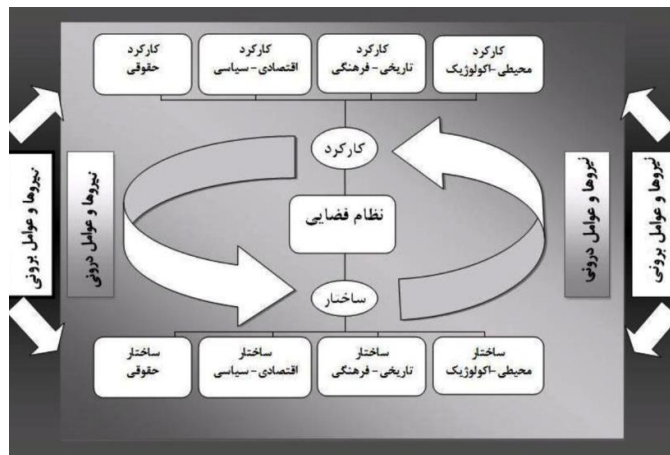 کارکرد
محیطی-اکولوژیک
کارکرد
تاریخی-فرهنگی
کارکرد
اقتصادی-سیاسی
کارکرد
حقوقی
کارکرد
نیروها و عوامل برونی
نیروها و عوامل درونی
نظام فضایی
نیروها و عوامل درونی
نیروها و عوامل برونی
ساختار
ساختار
محیطی-اکولوژیک
ساختار
تاریخی-فرهنگی
ساختار
اقتصادی-سیاسی
ساختار
حقوقی